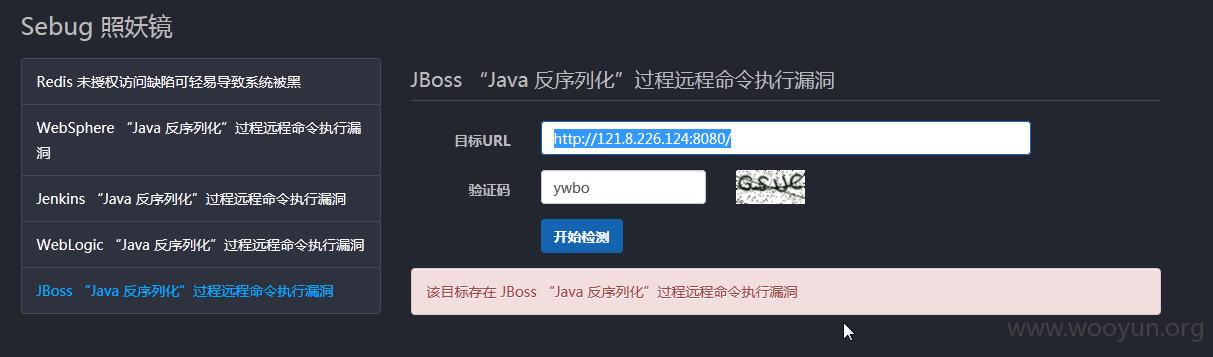 Sebug 照妖镜
Redis 未授权访问缺陷可轻易导致系统被黑
WebSphere “Java 反序列化”过程远程命令执行漏
洞
Jenkins “Java 反序列化”过程远程命令执行漏洞
WebLogic “Java 反序列化”过程远程命令执行漏洞
JBoss “Java 反序列化”过程远程命令执行漏洞
JBoss “Java 反序列化”过程远程命令执行漏洞
目标URL
http://121.8.226.124:8080/
验证码
ywbo
开始检测
该目标存在 JBoss “Java 反序列化”过程远程命令执行漏洞
www.wooyun.org